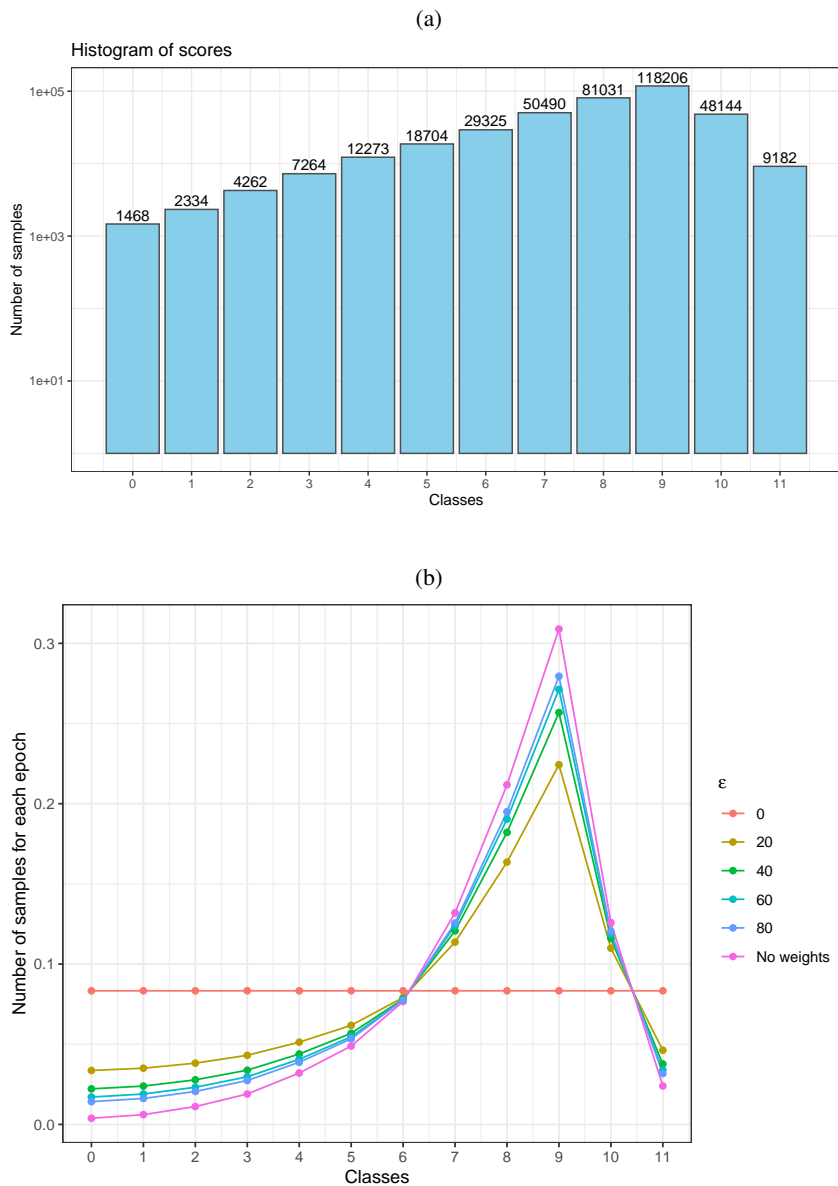 (a)
Histogram of scores
Number of samples
1e+05
1e+03
1e+01
1468
2334
4262
7264
12273
18704
29325
50490
81031
118206
48144
9182
0 1 2 3 4 5 6 7 8 9 10 11
Classes
(b)
Number of samples for each epoch
0.3
0.2
0.1
0.0
0 1 2 3 4 5 6 7 8 9 10 11
Classes
ε
0
20
40
60
80
No weights